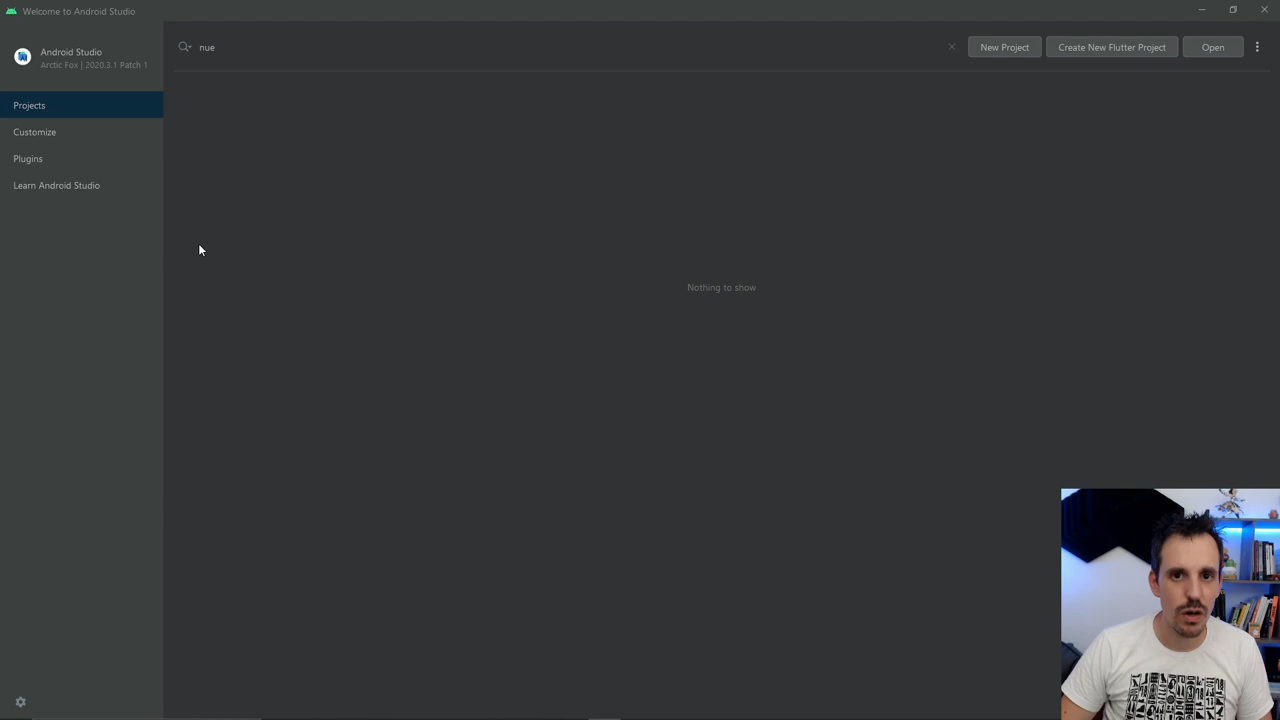 Welcome to Android Studio
Android Studio
Arctic Fox | 2020.3.1 Patch 1
nue
New Project
Create New Flutter Project
Open
Projects
Customize
Plugins
Learn Android Studio
Nothing to show